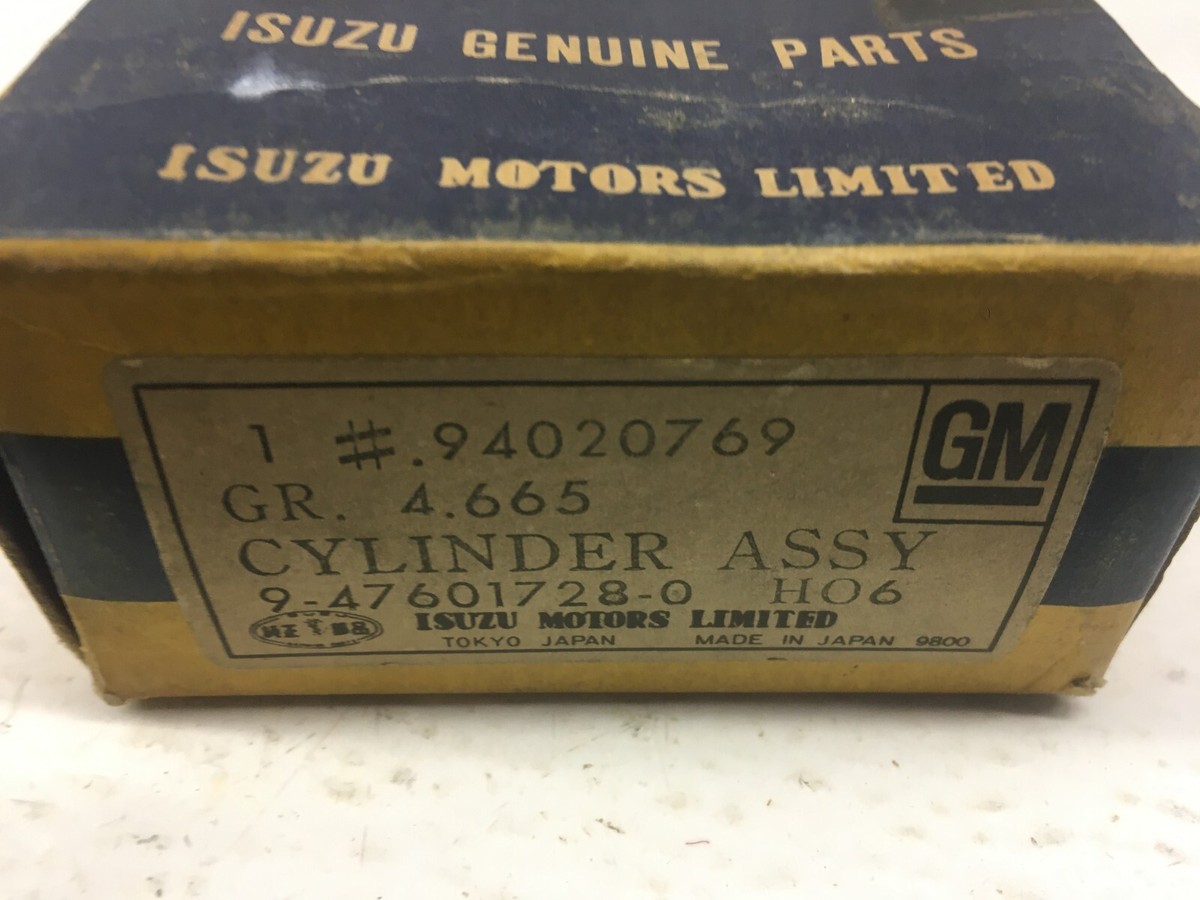 ISUZU GENUINE PARTS
ISUZU MOTORS LIMITED
1 #.94020769
GM
GR. 4.665
CYLINDER ASSY
9-47601728-0 HO6
ISUZU MOTORS LIMITED
TOKYO JAPAN MADE IN JAPAN 9800